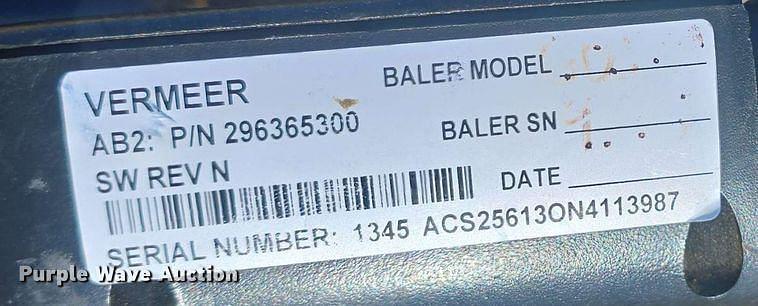 VERMEER
AB2: P/N 296365300
SW REV N
BALER MODEL
BALER SN
DATE
SERIAL NUMBER: 1345 ACS25613ON4113987
Purple Wave Auction